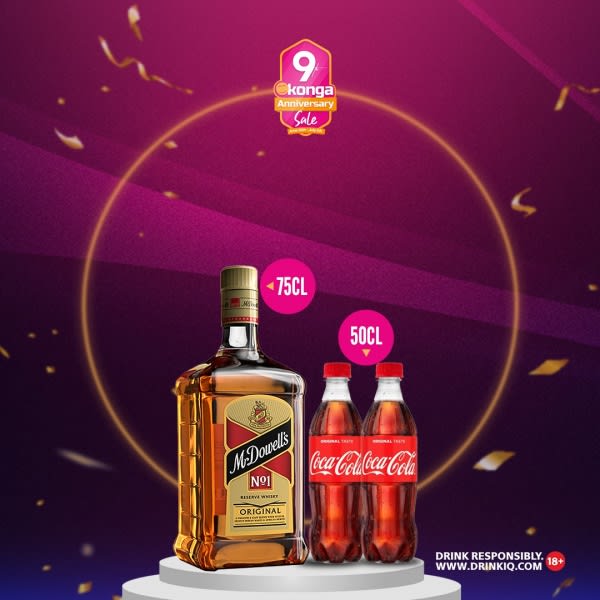 9
konga
Anniversary
Sale
75CL
50CL
McDowell's
No1
RESERVE WHISKY
ORIGINAL
ORIGINAL TASTE
Coca-Cola
ORIGINAL TASTE
Coca-Cola
DRINK RESPONSIBLY.
WWW.DRINKIQ.COM
18+